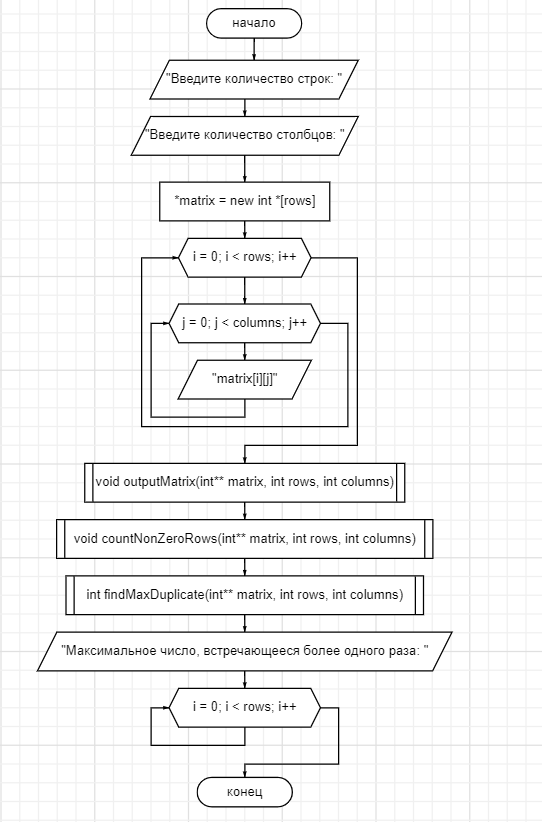 начало
"Введите количество строк: "
"Введите количество столбцов: "
*matrix = new int *[rows]
i = 0; i < rows; i++
j = 0; j < columns; j++
"matrix[i][j]"
void outputMatrix(int** matrix, int rows, int columns)
void countNonZeroRows(int** matrix, int rows, int columns)
int findMaxDuplicate(int** matrix, int rows, int columns)
"Максимальное число, встречающееся более одного раза: "
i = 0; i < rows; i++
конец